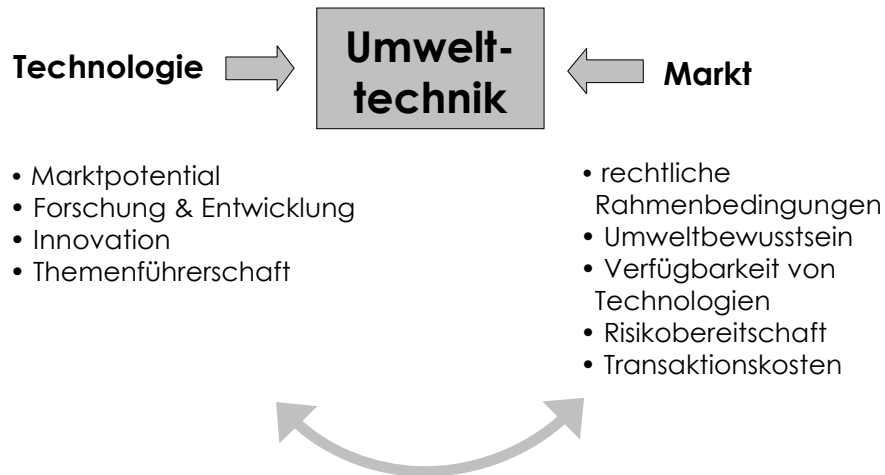 Umwelt-
technik
Technologie
Markt
• Marktpotential
• Forschung & Entwicklung
• Innovation
• Themenführerschaft
• rechtliche
Rahmenbedingungen
• Umweltbewusstsein
• Verfügbarkeit von
Technologien
• Risikobereitschaft
• Transaktionskosten